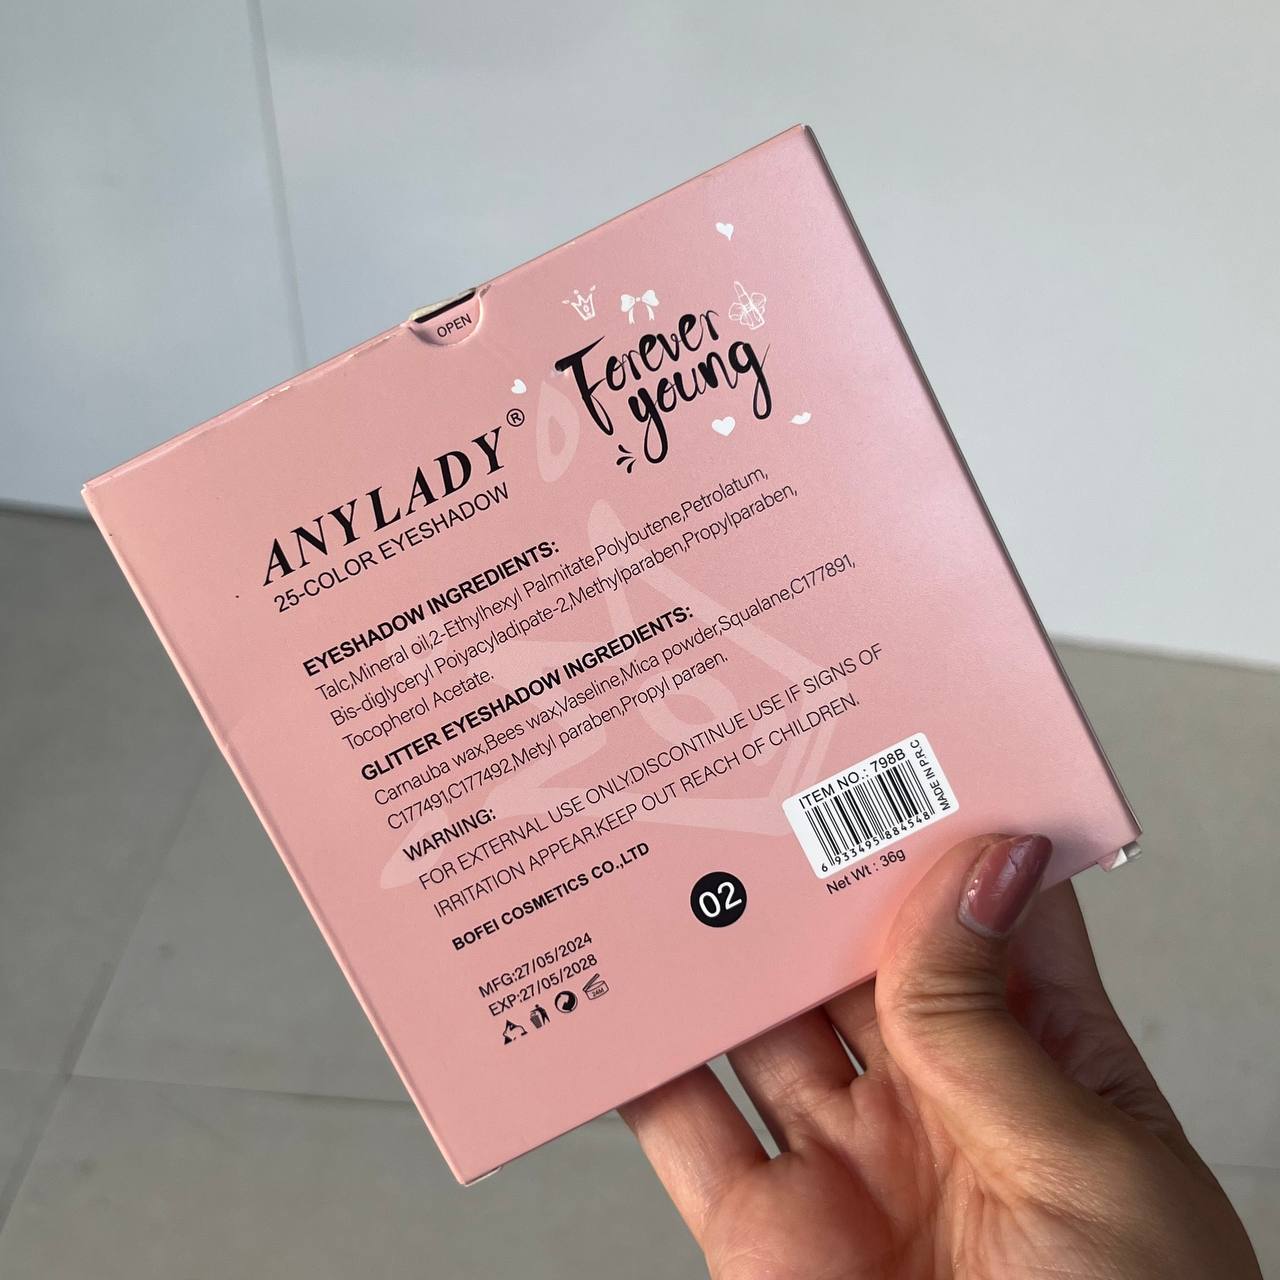 OPEN
Forever
young
ANYLADY®
25-COLOR EYESHADOW
EYESHADOW INGREDIENTS:
Talc,Mineral oil,2-Ethylhexyl Palmitate,Polybutene,Petrolatum,
Bis-diglyceryl Poiyacyladipate-2,Methylparaben,Propylparaben,
Tocopherol Acetate.
GLITTER EYESHADOW INGREDIENTS:
Carnauba wax,Bees wax,Vaseline,Mica powder,Squalane,C177891,
C177491,C177492,Metyl paraben,Propyl paraen.
WARNING:
FOR EXTERNAL USE ONLY.DISCONTINUE USE IF SIGNS OF
IRRITATION APPEAR.KEEP OUT REACH OF CHILDREN.
BOFEI COSMETICS CO.,LTD
MFG:27/05/2024
EXP:27/05/2028
24M
02
ITEM NO.: 798B
6 933495 884548
MADE IN P.R.C
Net Wt : 36g